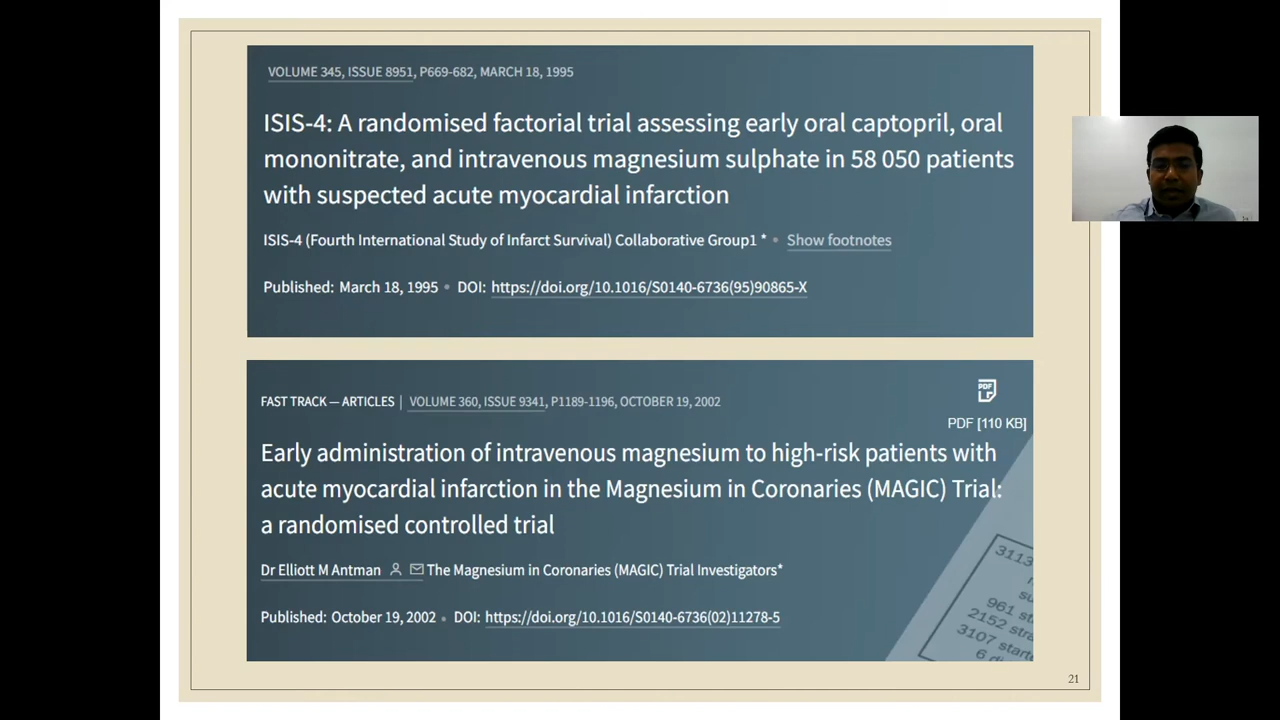 VOLUME 345, ISSUE 8951, P669-682, MARCH 18, 1995
ISIS-4: A randomised factorial trial assessing early oral captopril, oral
mononitrate, and intravenous magnesium sulphate in 58 050 patients
with suspected acute myocardial infarction
ISIS-4 (Fourth International Study of Infarct Survival) Collaborative Group1 * • Show footnotes
Published: March 18, 1995 • DOI: https://doi.org/10.1016/S0140-6736(95)90865-X
FAST TRACK — ARTICLES | VOLUME 360, ISSUE 9341, P1189-1196, OCTOBER 19, 2002
PDF
PDF [110 KB]
Early administration of intravenous magnesium to high-risk patients with
acute myocardial infarction in the Magnesium in Coronaries (MAGIC) Trial:
a randomised controlled trial
Dr Elliott M Antman The Magnesium in Coronaries (MAGIC) Trial Investigators*
Published: October 19, 2002 • DOI: https://doi.org/10.1016/S0140-6736(02)11278-5
3113
961
2152
3107
6
21